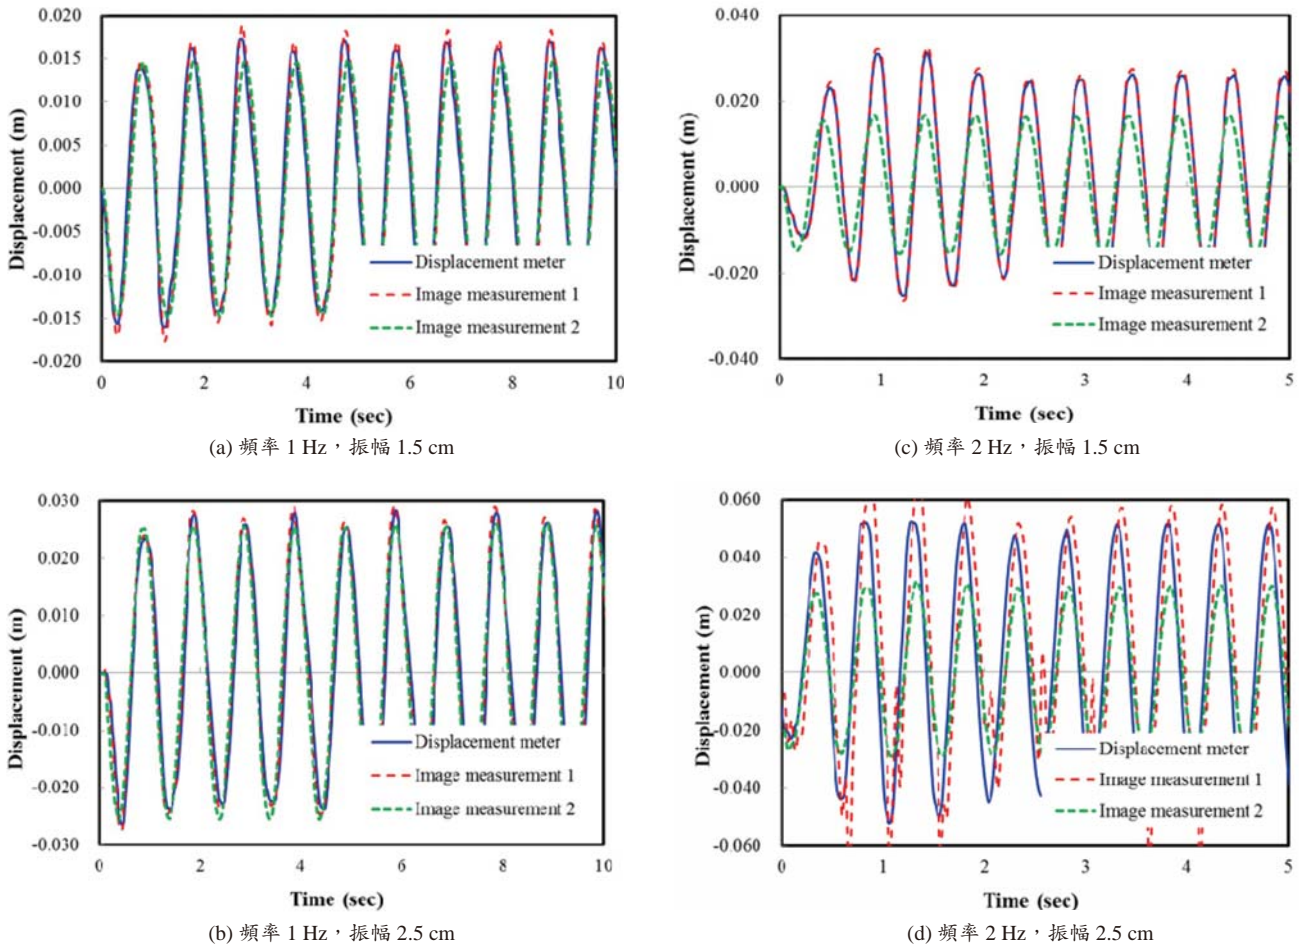 0.020
0.015
0.010
0.005
0.000
-0.005
-0.010
-0.015
-0.020
Displacement (m)
Displacement meter
Image measurement 1
Image measurement 2
0 2 4 6 8 10
Time (sec)
(a) 頻率 1 Hz，振幅 1.5 cm
0.040
0.020
0.000
-0.020
-0.040
Displacement (m)
Displacement meter
Image measurement 1
Image measurement 2
0 1 2 3 4 5
Time (sec)
(c) 頻率 2 Hz，振幅 1.5 cm
0.030
0.020
0.010
0.000
-0.010
-0.020
-0.030
Displacement (m)
Displacement meter
Image measurement 1
Image measurement 2
0 2 4 6 8 10
Time (sec)
(b) 頻率 1 Hz，振幅 2.5 cm
0.060
0.040
0.020
0.000
-0.020
-0.040
-0.060
Displacement (m)
Displacement meter
Image measurement 1
Image measurement 2
0 1 2 3 4 5
Time (sec)
(d) 頻率 2 Hz，振幅 2.5 cm